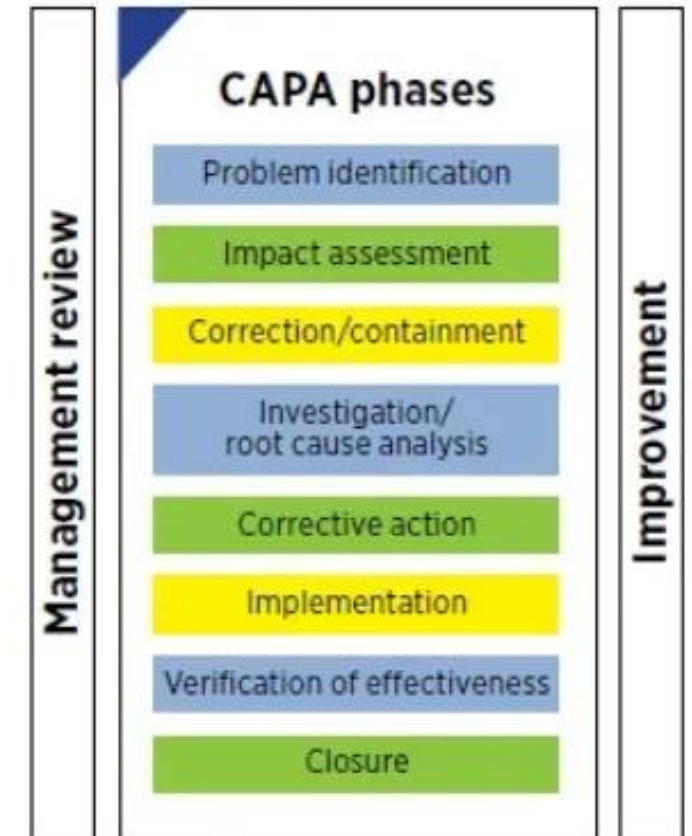 Management review
CAPA phases
Problem identification
Impact assessment
Correction/containment
Investigation/
root cause analysis
Corrective action
Implementation
Verification of effectiveness
Closure
Improvement